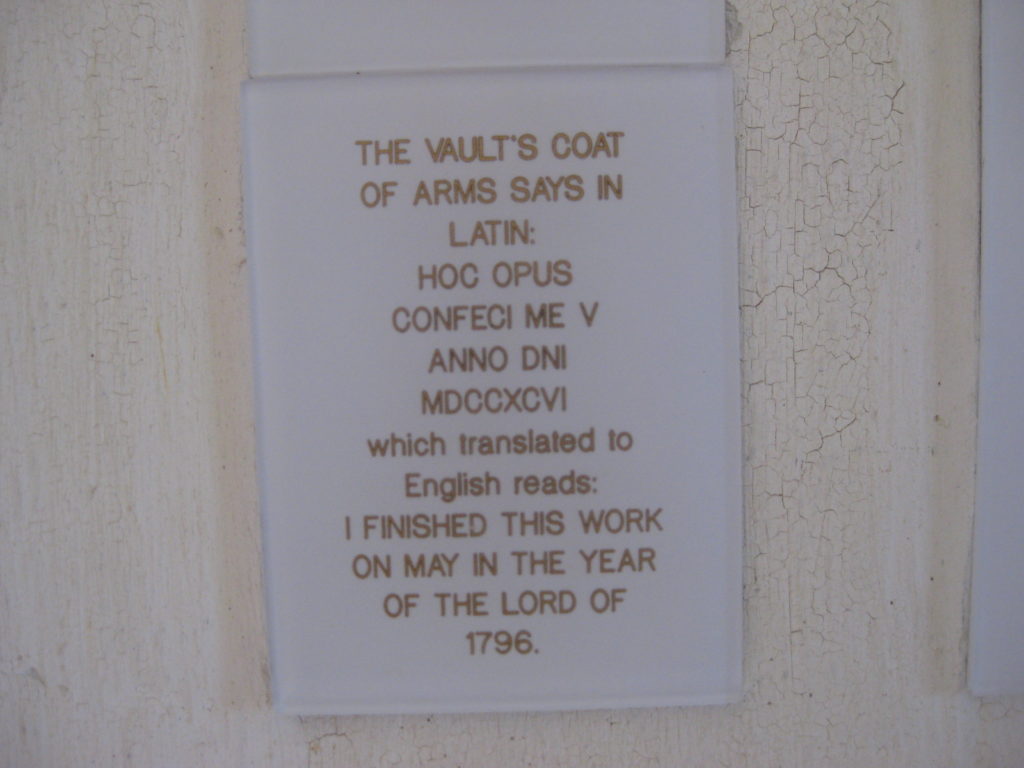 THE VAULT'S COAT
OF ARMS SAYS IN
LATIN:
HOC OPUS
CONFECI ME V
ANNO DNI
MDCCXCVI
which translated to
English reads:
I FINISHED THIS WORK
ON MAY IN THE YEAR
OF THE LORD OF
1796.